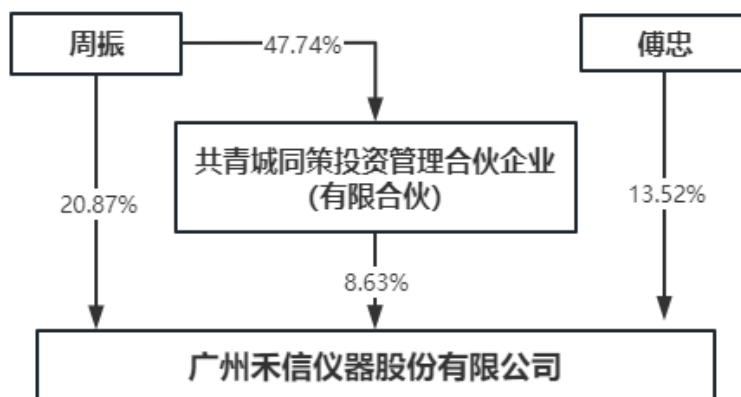 周振
47.74%
傅忠
共青城同策投资管理合伙企业
(有限合伙)
20.87%
13.52%
8.63%
广州禾信仪器股份有限公司